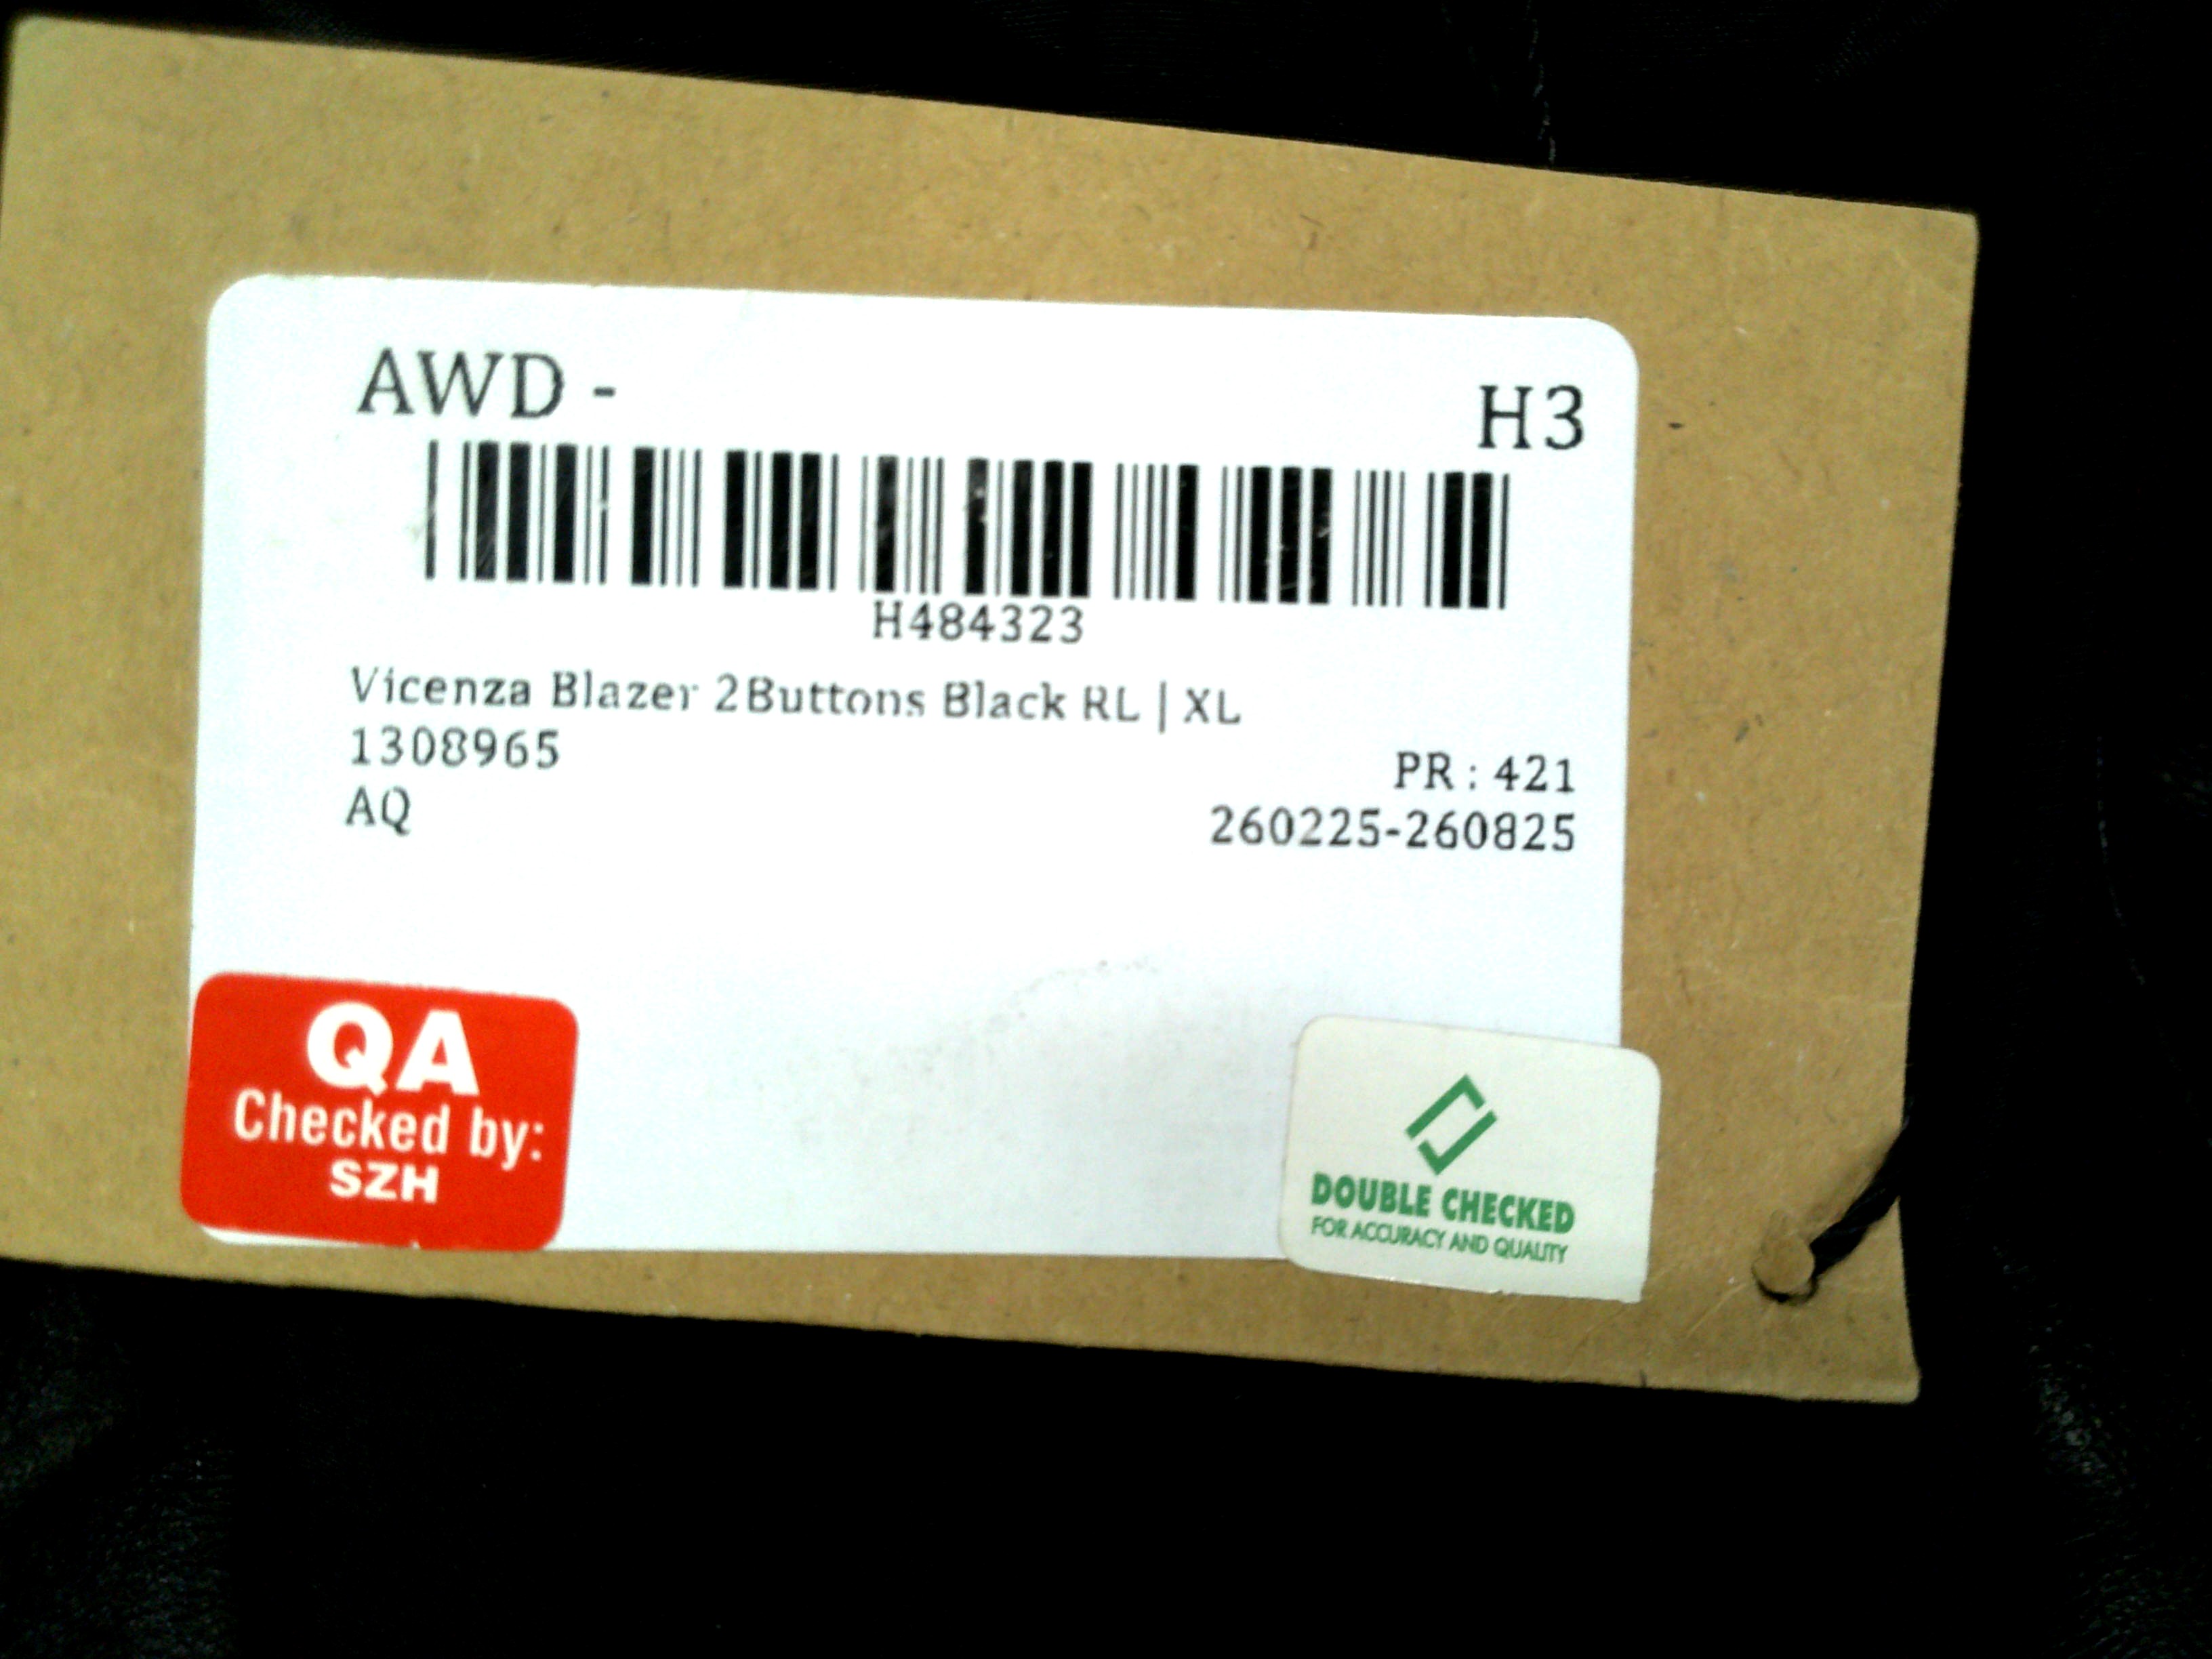 AWD - H3
H484323
Vicenza Blazer 2Buttons Black RL | XL
1308965 PR : 421
AQ 260225-260825
QA
Checked by:
SZH
DOUBLE CHECKED
FOR ACCURACY AND QUALITY